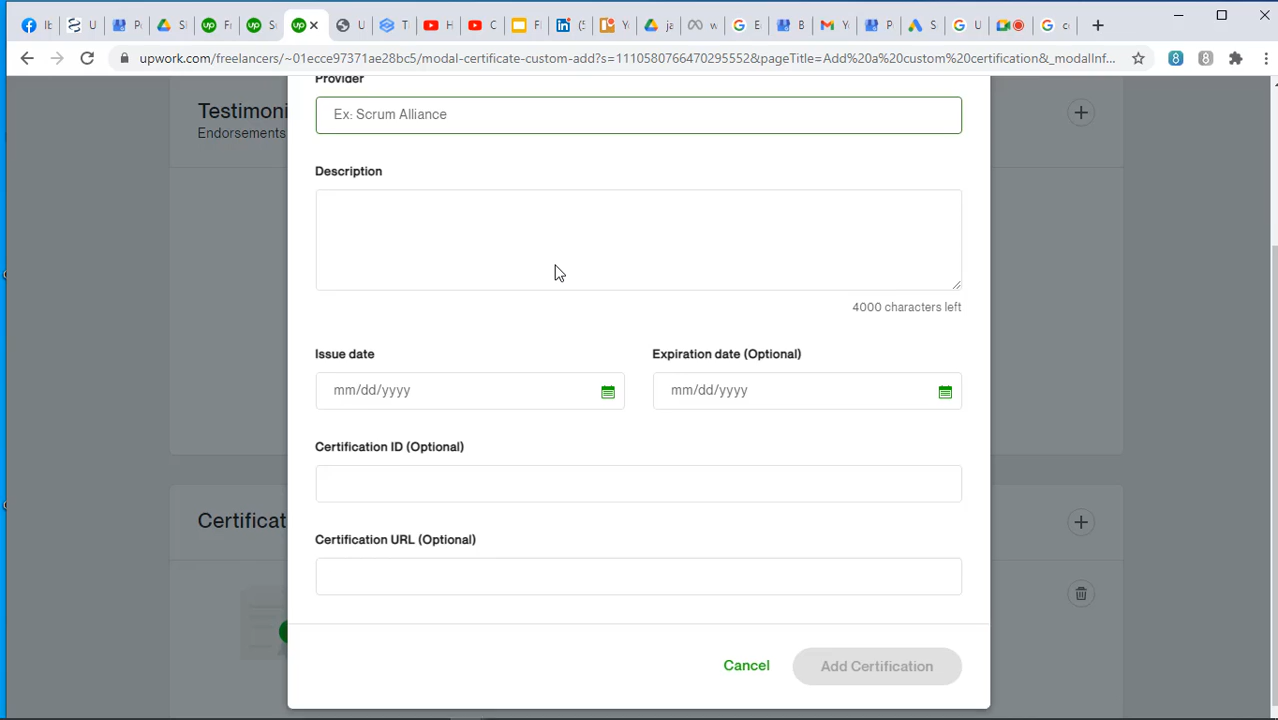 upwork.com/freelancers/~01ecce97371ae28bc5/modal-certificate-custom-add?s=1110580766470295552&pageTitle=Add%20a%20custom%20certification&_modalInf...
Provider
Ex: Scrum Alliance
Testimoni
Endorsements
Description
4000 characters left
Issue date
Expiration date (Optional)
mm/dd/yyyy
mm/dd/yyyy
Certification ID (Optional)
Certificat
Certification URL (Optional)
Cancel
Add Certification